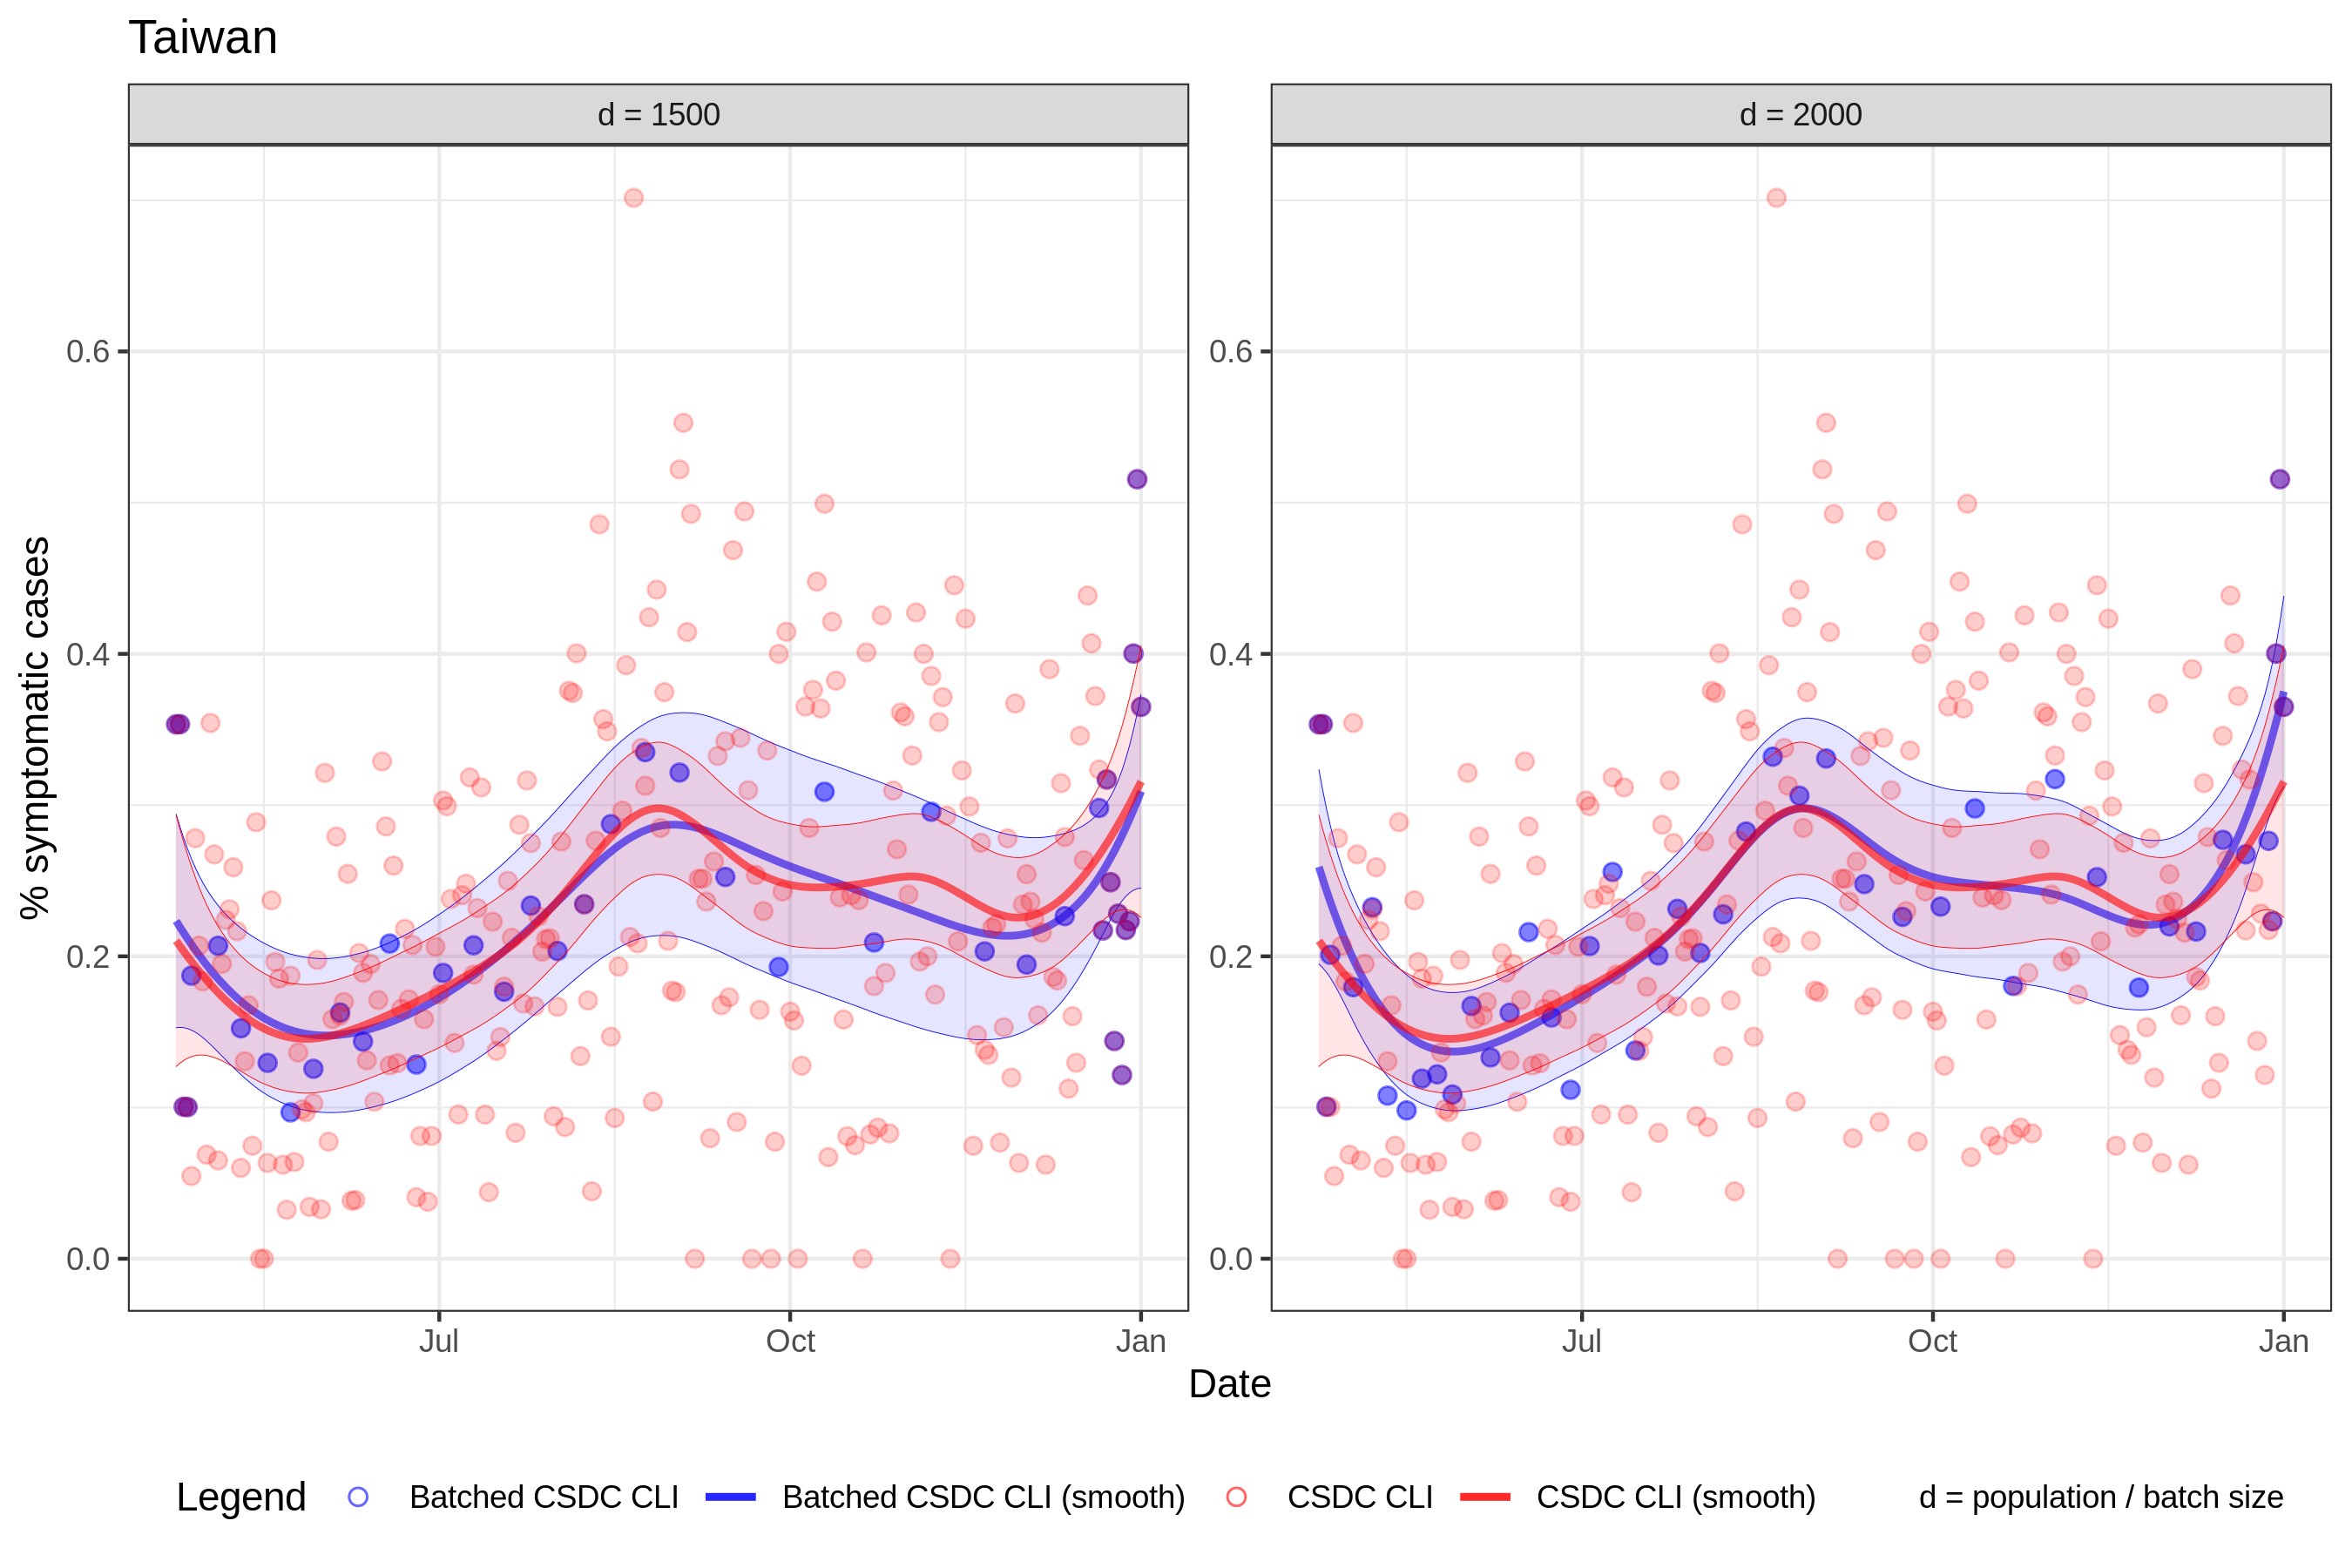 Taiwan
d = 1500
d = 2000
% symptomatic cases
0.6
0.4
0.2
0.0
0.6
0.4
0.2
0.0
Jul
Oct
Jan
Jul
Oct
Jan
Date
Legend
Batched CSDC CLI
Batched CSDC CLI (smooth)
CSDC CLI
CSDC CLI (smooth)
d = population / batch size